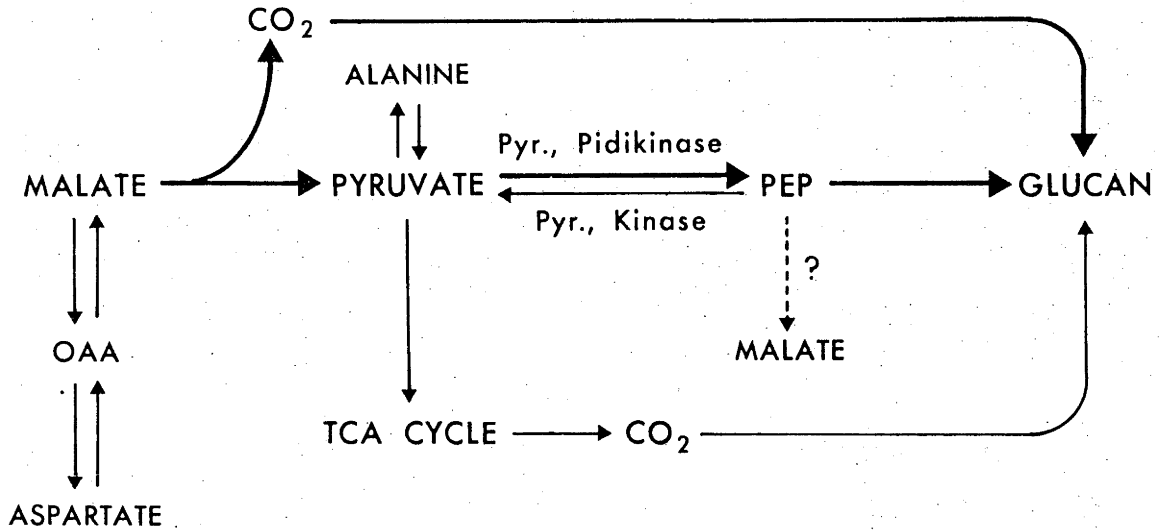 CO2
ALANINE
Pyr., Pidikinase
MALATE PYRUVATE PEP GLUCAN
Pyr., Kinase
?
OAA MALATE
TCA CYCLE CO2
ASPARTATE